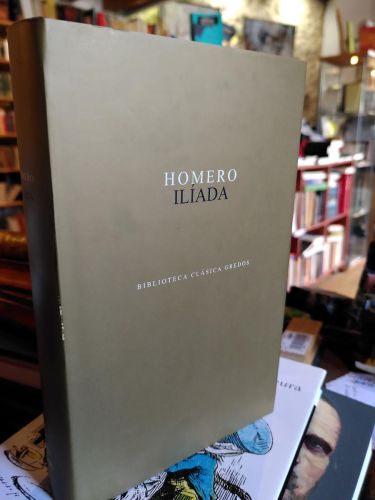 HOMERO
ILÍADA
BIBLIOTECA CLÁSICA GREDOS